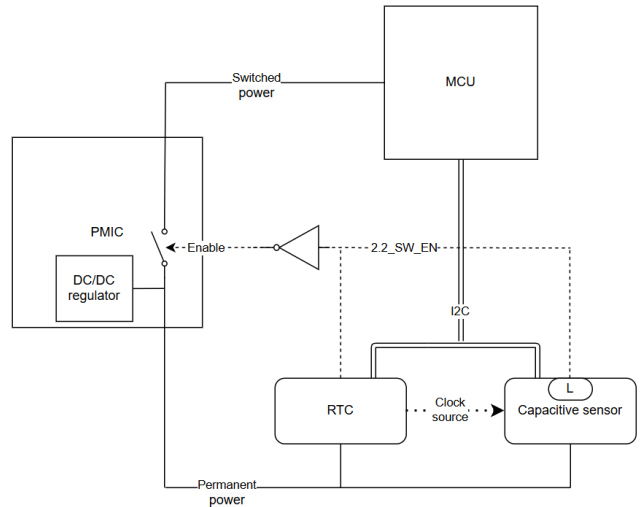 MCU
Switched
power
PMIC
Enable
2.2_SW_EN
DC/DC
regulator
I2C
L
RTC
Clock
source
Capacitive sensor
Permanent
power